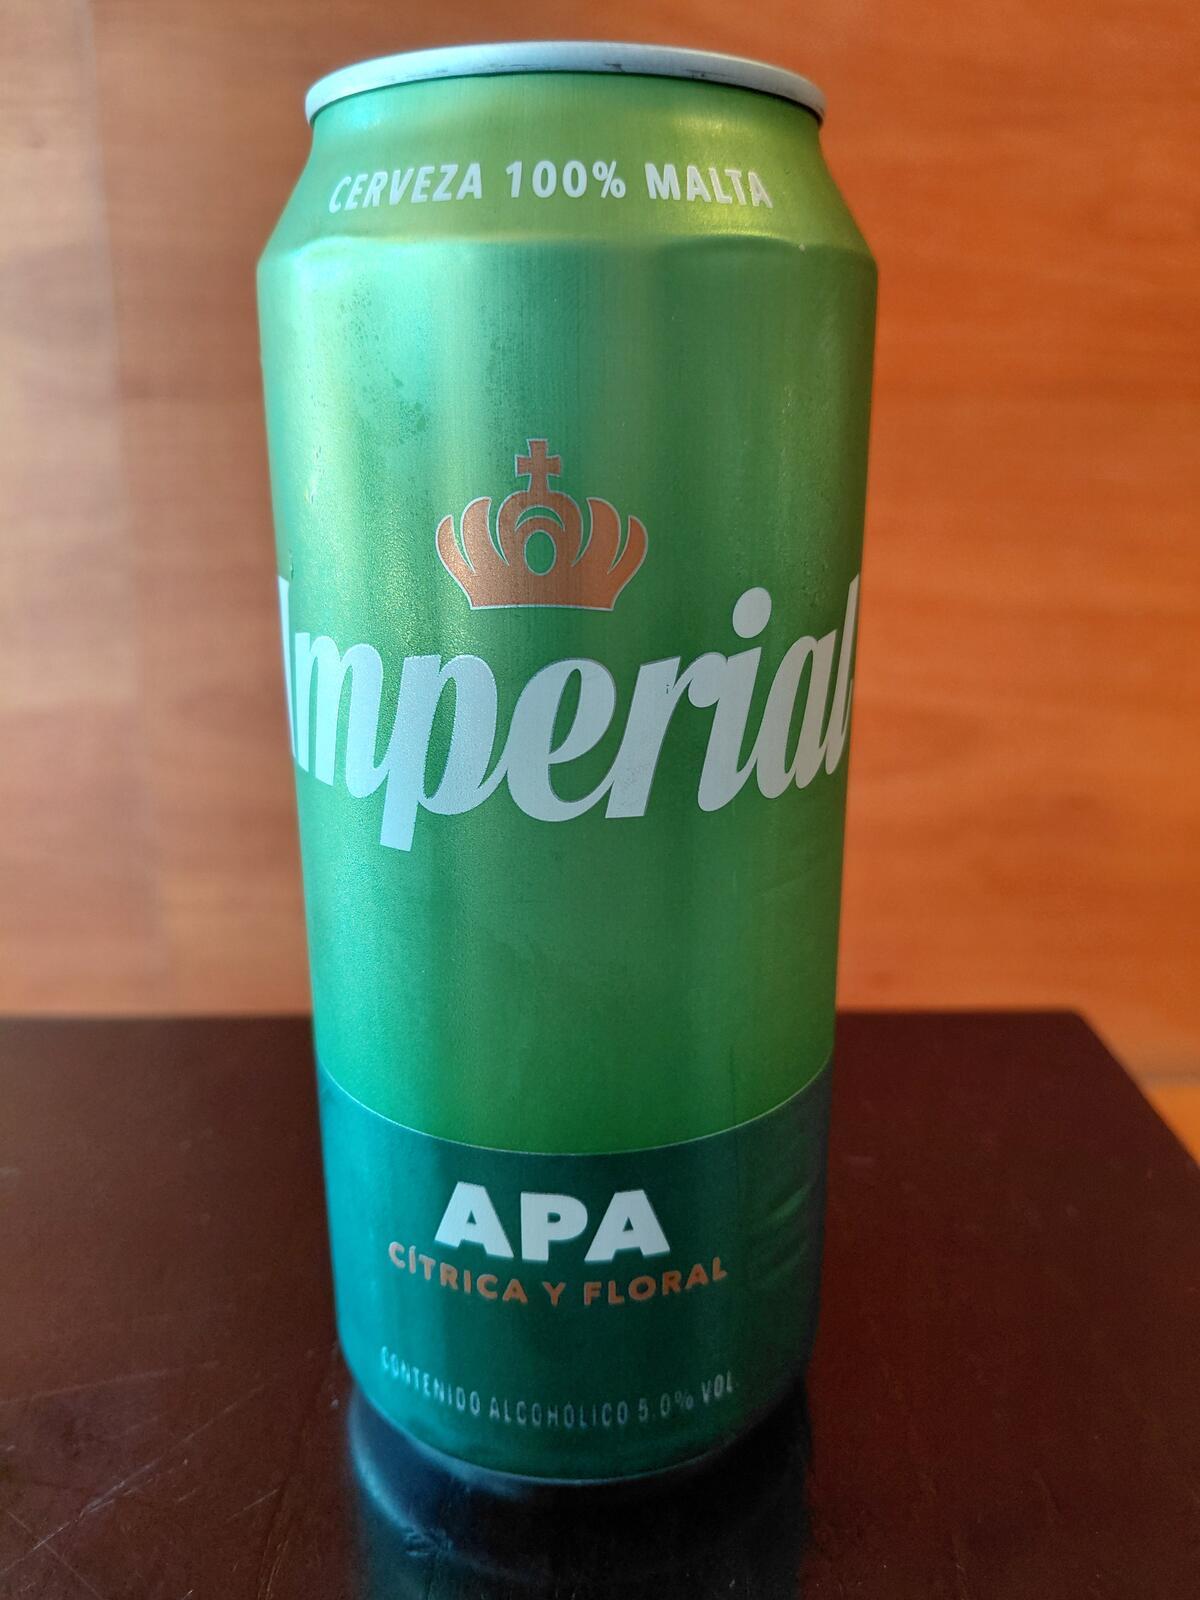 CERVEZA 100% MALTA
Imperial
APA
CÍTRICA Y FLORAL
CONTENIDO ALCOHÓLICO 5.0% VOL.